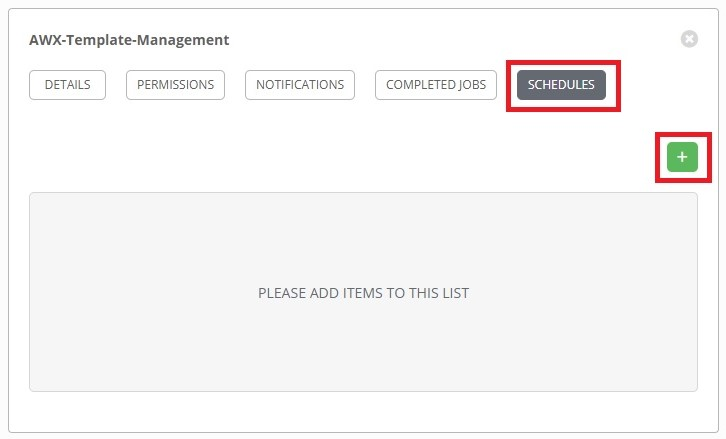 AWX-Template-Management
DETAILS PERMISSIONS NOTIFICATIONS COMPLETED JOBS SCHEDULES
+
PLEASE ADD ITEMS TO THIS LIST